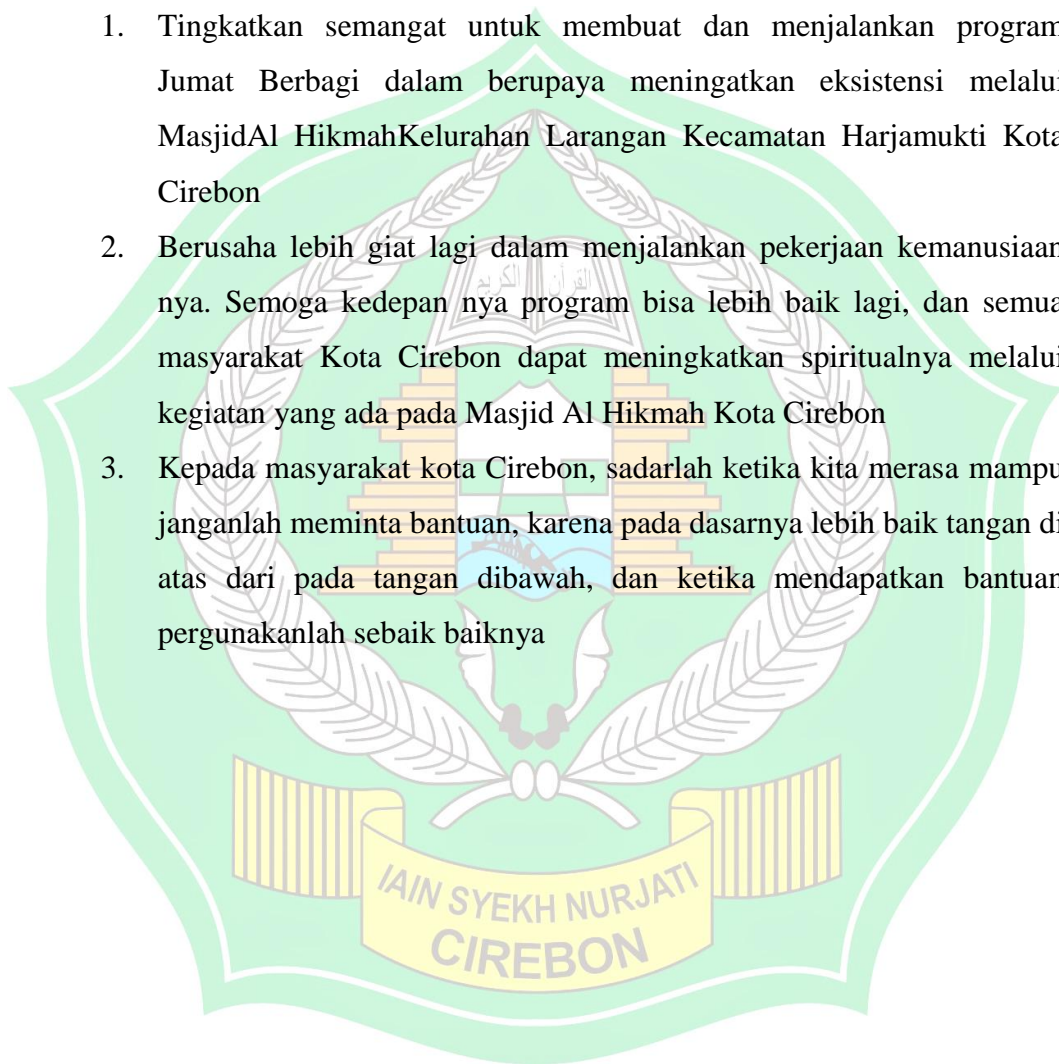 1. Tingkatkan semangat untuk membuat dan menjalankan program
Jumat Berbagi dalam berupaya meningatkan eksistensi melalui
MasjidAl HikmahKelurahan Larangan Kecamatan Harjamukti Kota
Cirebon
2. Berusaha lebih giat lagi dalam menjalankan pekerjaan kemanusiaan
nya. Semoga kedepan nya program bisa lebih baik lagi, dan semua
masyarakat Kota Cirebon dapat meningkatkan spiritualnya melalui
kegiatan yang ada pada Masjid Al Hikmah Kota Cirebon
3. Kepada masyarakat kota Cirebon, sadarlah ketika kita merasa mampu
janganlah meminta bantuan, karena pada dasarnya lebih baik tangan di
atas dari pada tangan dibawah, dan ketika mendapatkan bantuan
pergunakanlah sebaik baiknya
القرآن الكريم
IAIN SYEKH NURJATI
CIREBON